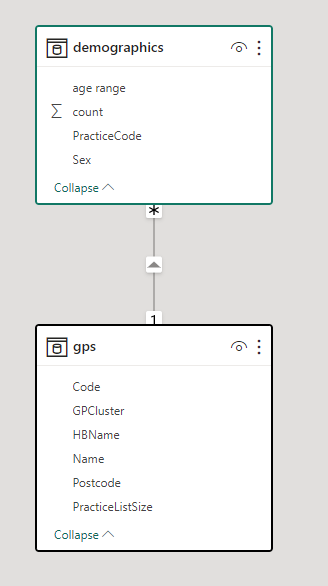 demographics
age range
∑ count
PracticeCode
Sex
Collapse
*
1
gps
Code
GPCluster
HBName
Name
Postcode
PracticeListSize
Collapse